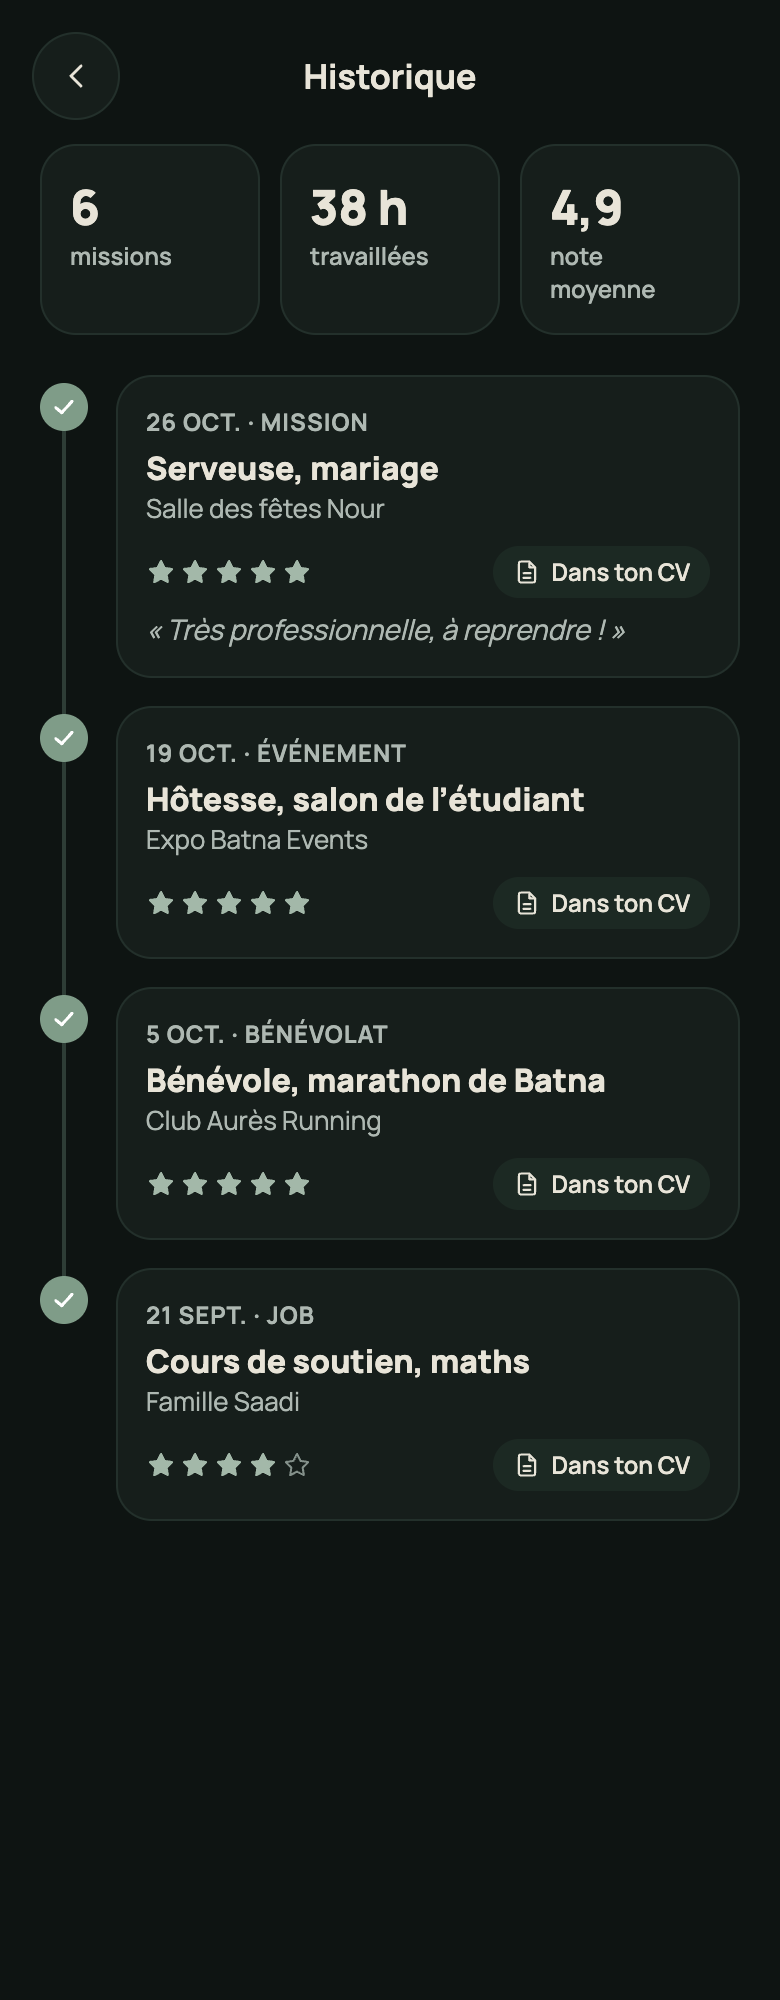 Historique
6
missions
38 h
travaillées
4,9
note
moyenne
26 OCT. · MISSION
Serveuse, mariage
Salle des fêtes Nour
Dans ton CV
« Très professionnelle, à reprendre ! »
19 OCT. · ÉVÉNEMENT
Hôtesse, salon de l’étudiant
Expo Batna Events
Dans ton CV
5 OCT. · BÉNÉVOLAT
Bénévole, marathon de Batna
Club Aurès Running
Dans ton CV
21 SEPT. · JOB
Cours de soutien, maths
Famille Saadi
Dans ton CV